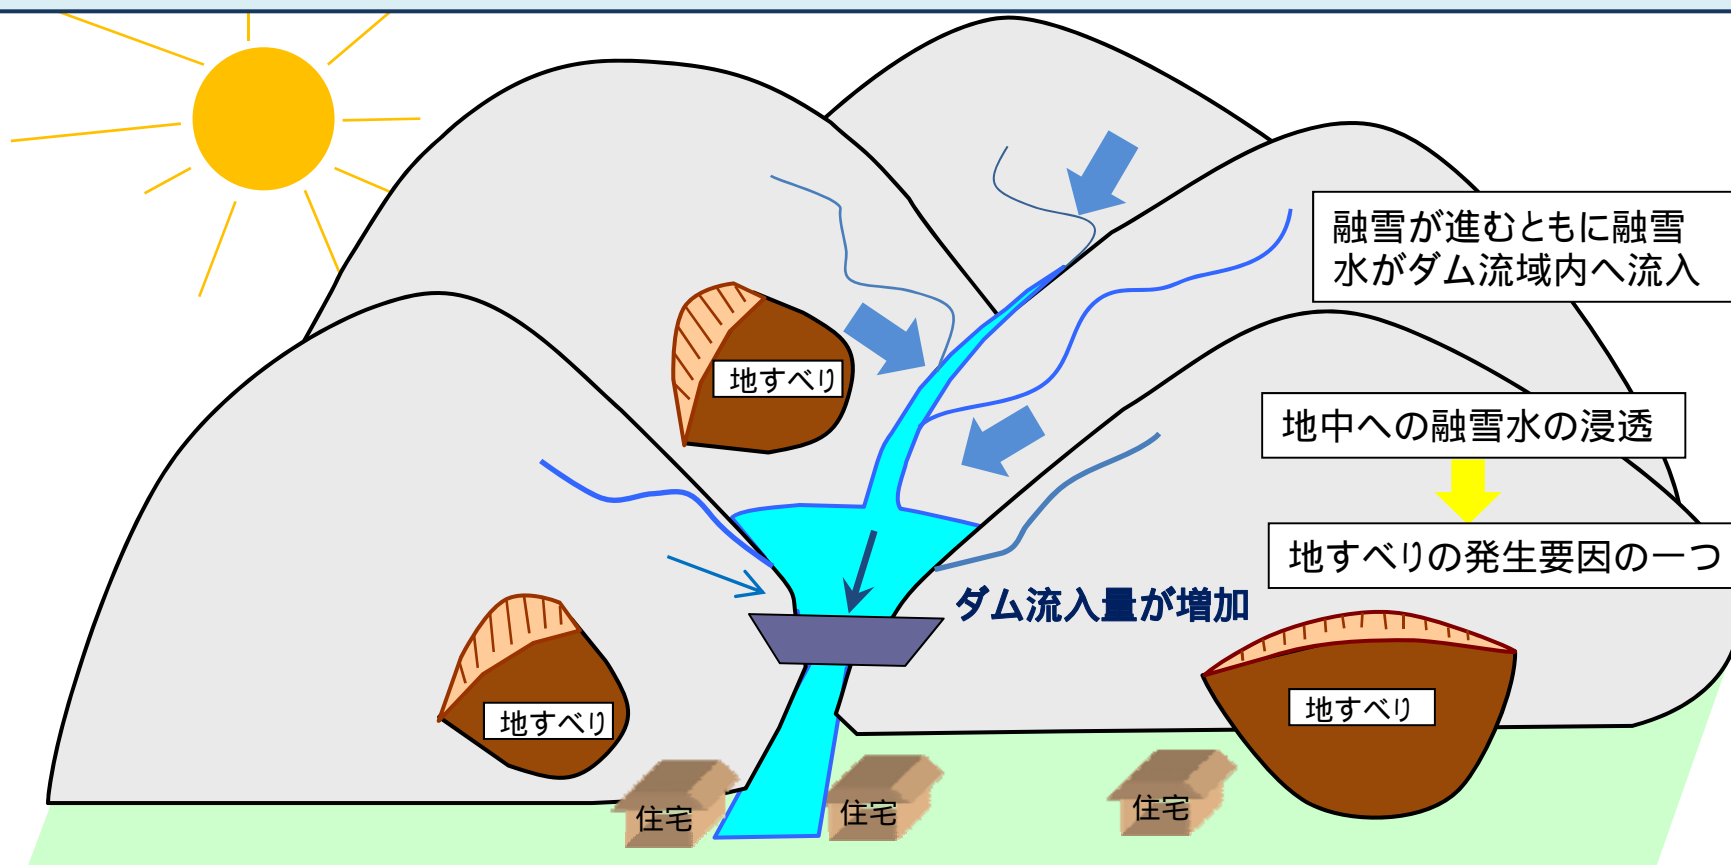 融雪が進むともに融雪
水がダム流域内へ流入
地すべり
地中への融雪水の浸透
地すべりの発生要因の一つ
ダム流入量が増加
地すべり
地すべり
住宅
住宅
住宅